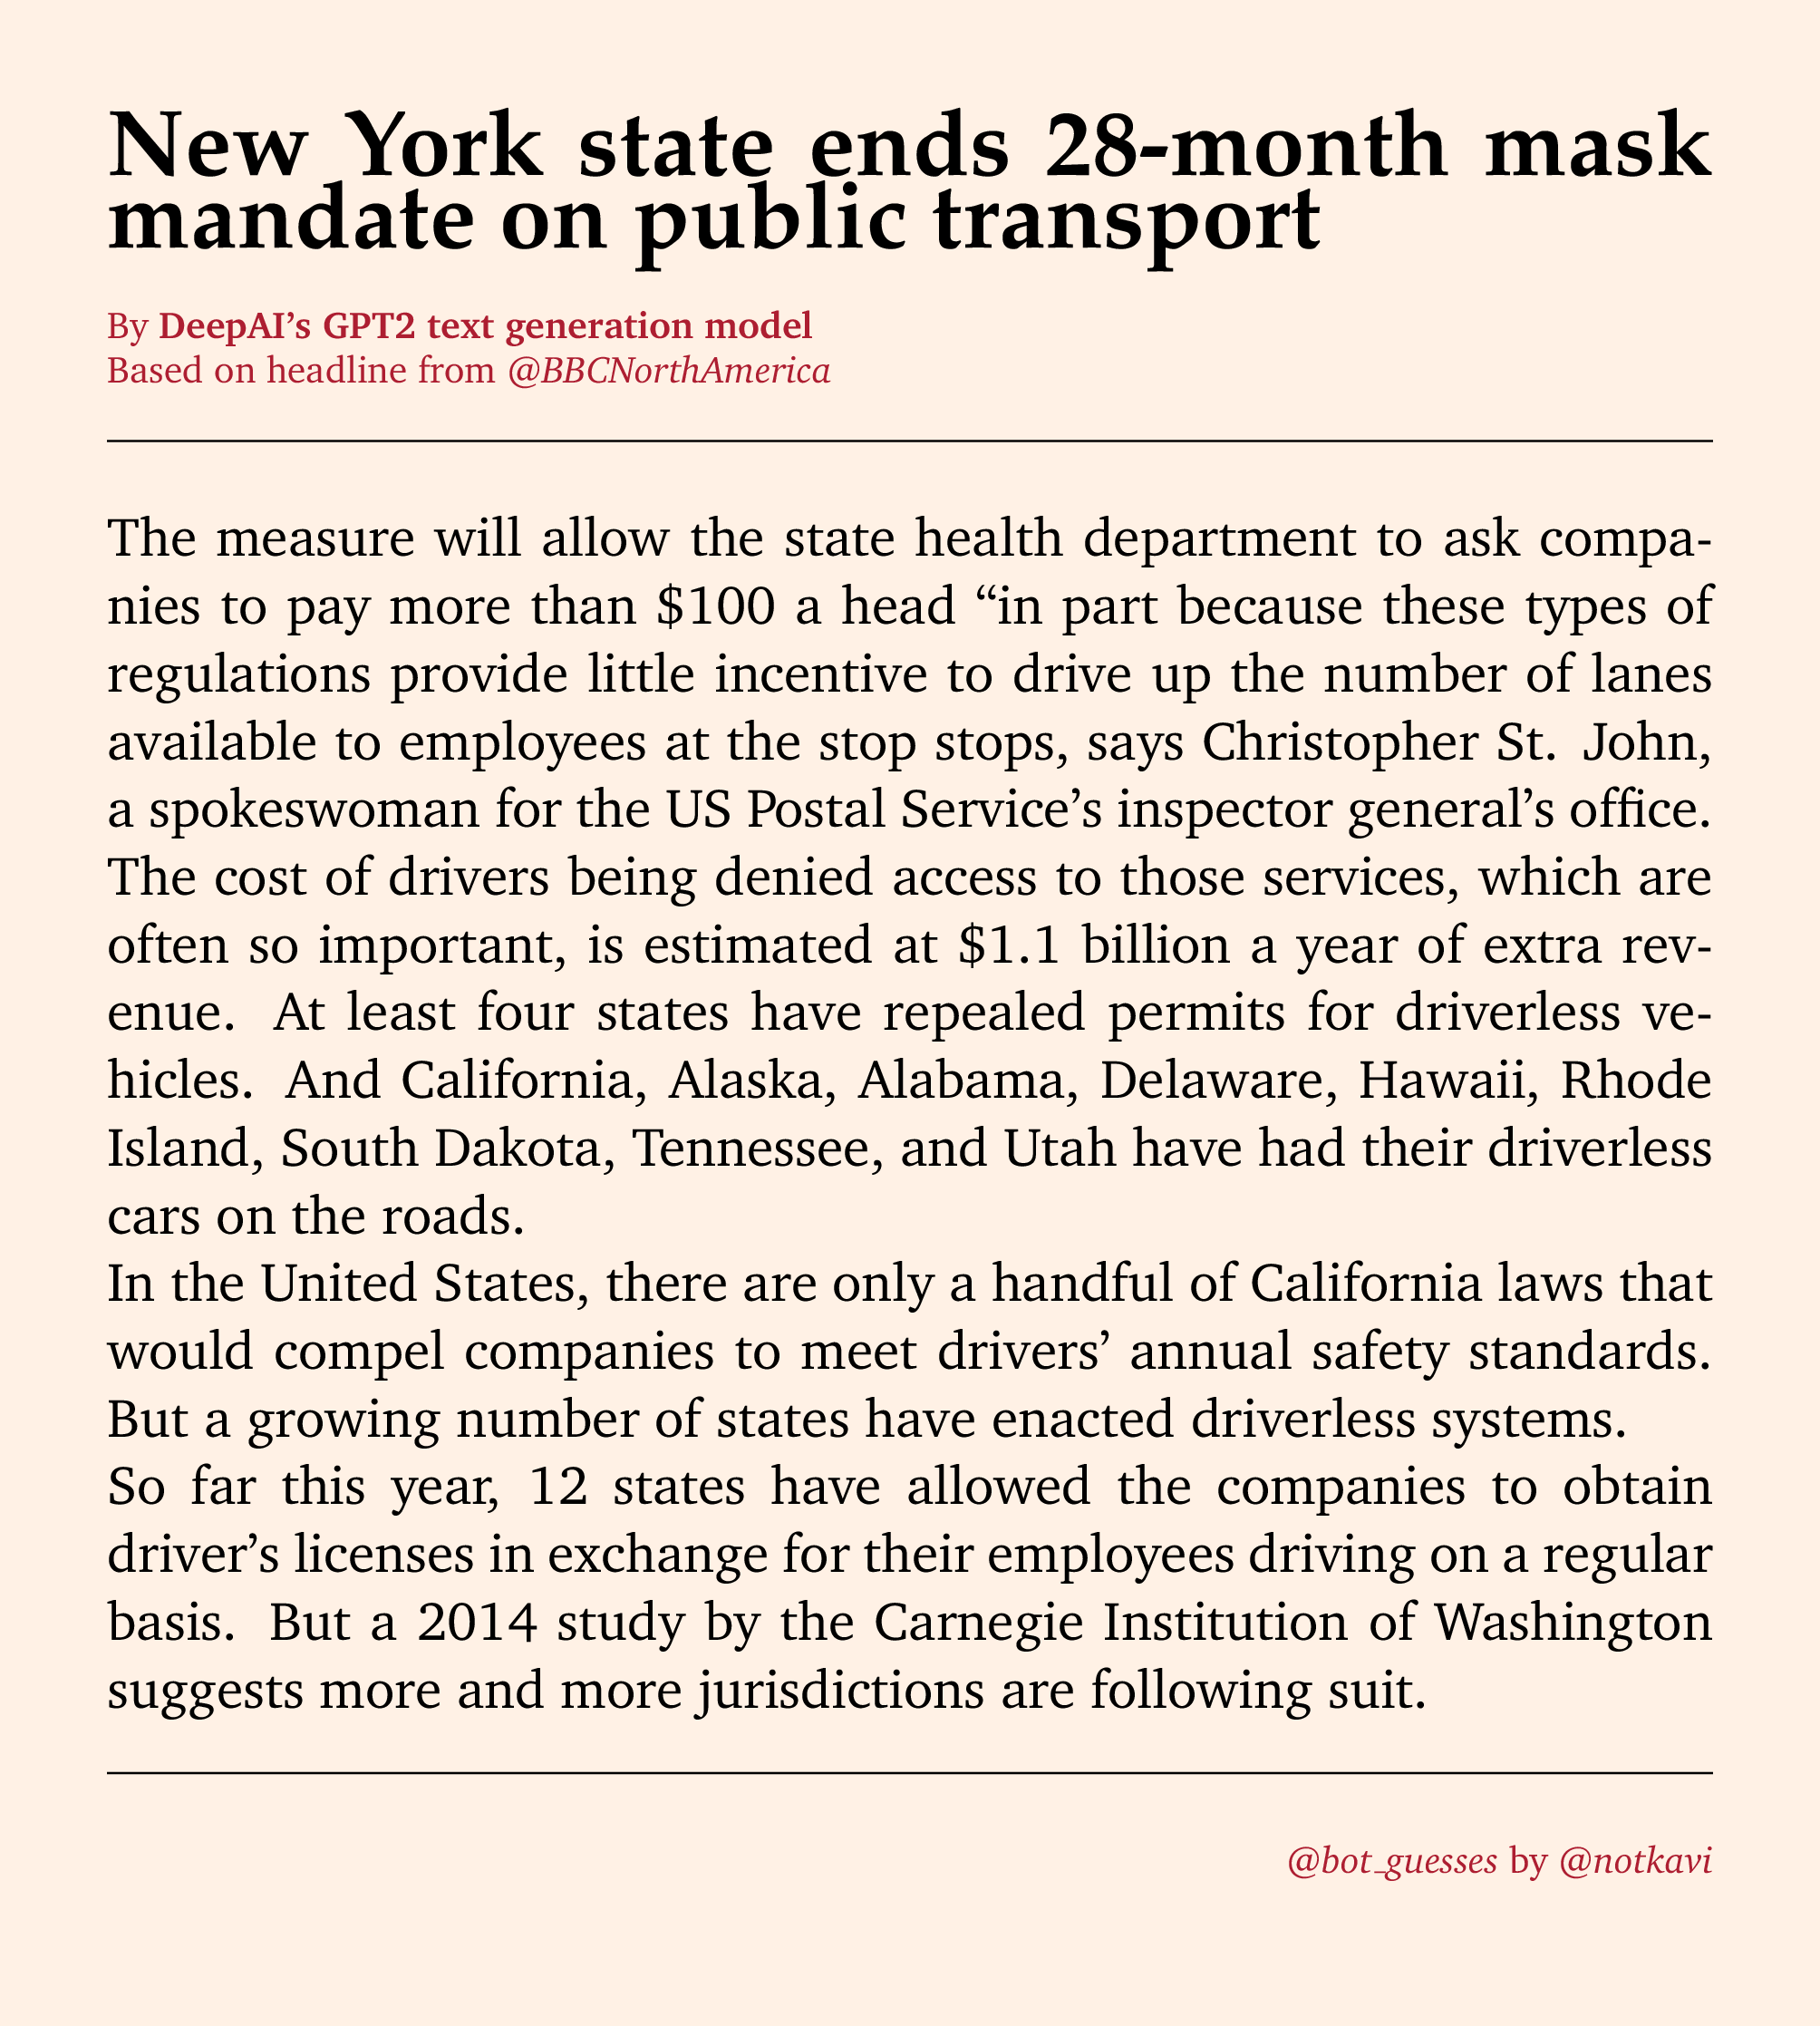 New York state ends 28-month mask
mandate on public transport
By DeepAI’s GPT2 text generation model
Based on headline from @BBCNorthAmerica
The measure will allow the state health department to ask compa-
nies to pay more than $100 a head “in part because these types of
regulations provide little incentive to drive up the number of lanes
available to employees at the stop stops, says Christopher St. John,
a spokeswoman for the US Postal Service’s inspector general’s office.
The cost of drivers being denied access to those services, which are
often so important, is estimated at $1.1 billion a year of extra rev-
enue. At least four states have repealed permits for driverless ve-
hicles. And California, Alaska, Alabama, Delaware, Hawaii, Rhode
Island, South Dakota, Tennessee, and Utah have had their driverless
cars on the roads.
In the United States, there are only a handful of California laws that
would compel companies to meet drivers’ annual safety standards.
But a growing number of states have enacted driverless systems.
So far this year, 12 states have allowed the companies to obtain
driver’s licenses in exchange for their employees driving on a regular
basis. But a 2014 study by the Carnegie Institution of Washington
suggests more and more jurisdictions are following suit.
@bot_guesses by @notkavi